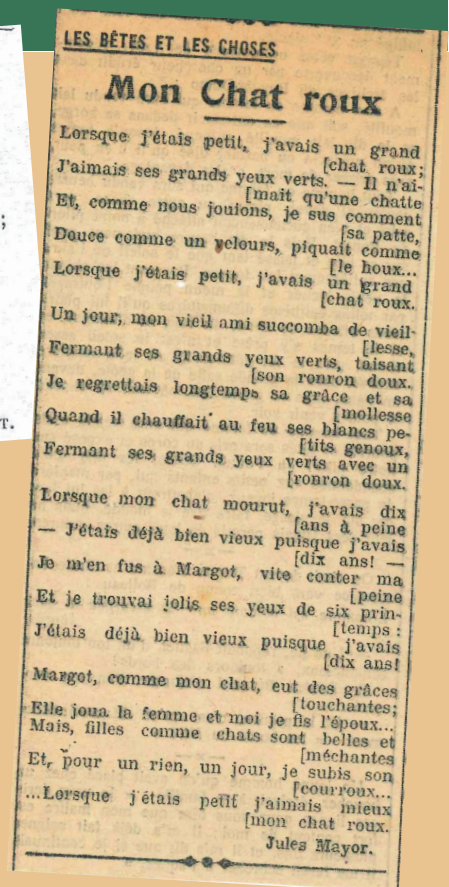 ;
T.
LES BÊTES ET LES CHOSES
Mon Chat roux
Lorsque j'étais petit, j'avais un grand
[chat roux;
J'aimais ses grands yeux verts. — Il n'ai-
[mait qu'une chatte
Et, comme nous jouions, je sus comment
[sa patte,
Douce comme un velours, piquait comme
[le houx...
Lorsque j'étais petit, j'avais un grand
[chat roux.
Un jour, mon vieil ami succomba de vieil-
[lesse,
Fermant ses grands yeux verts, taisant
[son ronron doux.
Je regrettais longtemps sa grâce et sa
[mollesse
Quand il chauffait au feu ses blancs pe-
[tits genoux,
Fermant ses grands yeux verts avec un
[ronron doux.
Lorsque mon chat mourut, j'avais dix
[ans à peine
— J'étais déjà bien vieux puisque j'avais
[dix ans! —
Je m'en fus à Margot, vite conter ma
[peine
Et je trouvai jolis ses yeux de six prin-
[temps :
J'étais déjà bien vieux puisque j'avais
[dix ans!
Margot, comme mon chat, eut des grâces
[touchantes;
Elle joua la femme et moi je fis l'époux...
Mais, filles comme chats sont belles et
[méchantes
Et, pour un rien, un jour, je subis son
[courroux...
...Lorsque j'étais petit j'aimais mieux
[mon chat roux.
Jules Mayor.